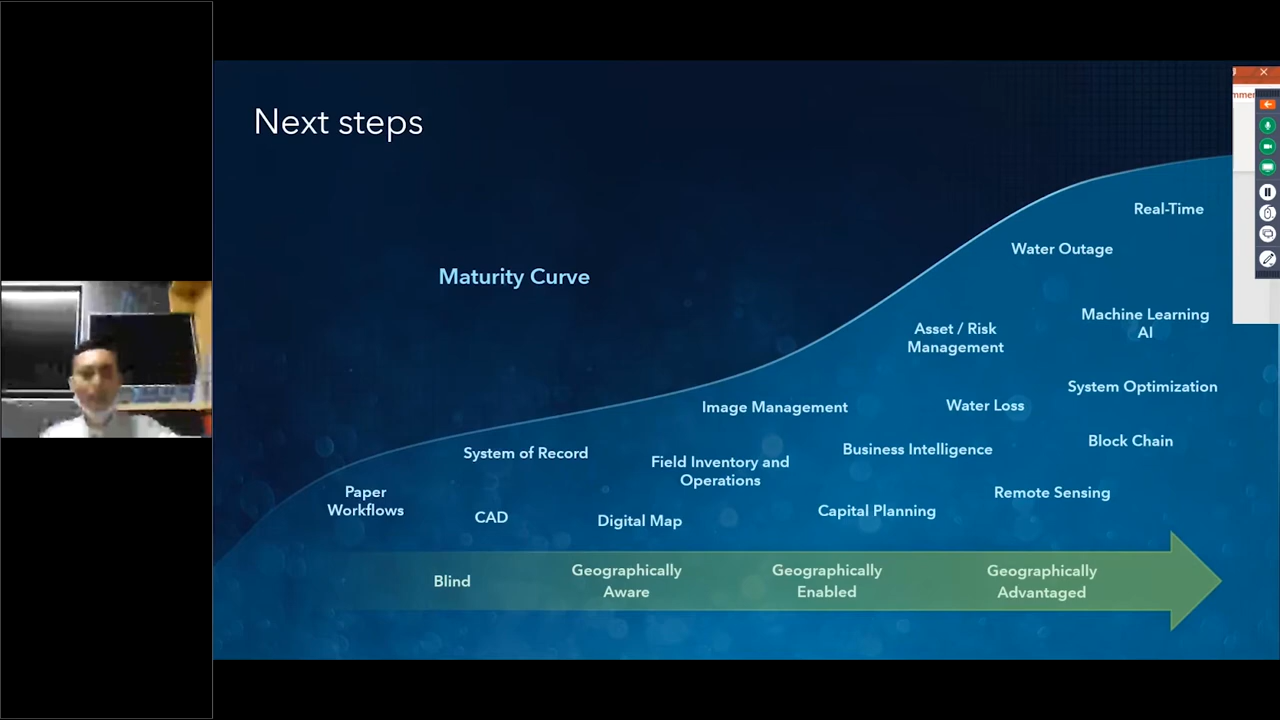 Next steps
Maturity Curve
Real-Time
Water Outage
Machine Learning
AI
Asset / Risk
Management
System Optimization
Image Management
Water Loss
Block Chain
System of Record
Business Intelligence
Field Inventory and
Operations
Paper
Workflows
Remote Sensing
CAD
Digital Map
Capital Planning
Blind
Geographically
Aware
Geographically
Enabled
Geographically
Advantaged